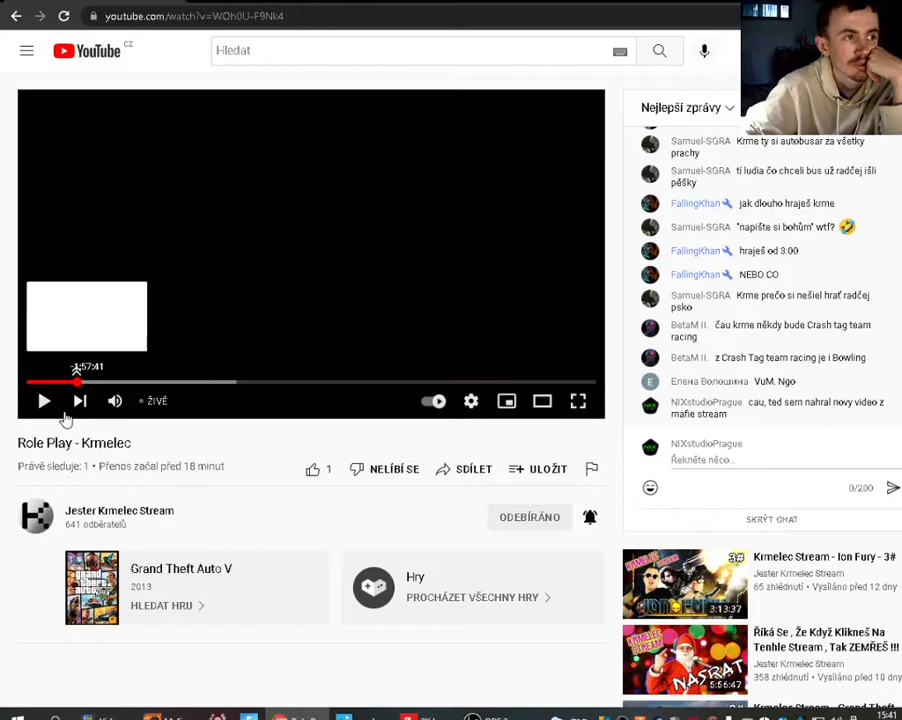 youtube.com/watch?v=WOh0U-F9Nk4
YouTube CZ
Hledat
-1:57:41
ŽIVĚ
Role Play - Krmelec
Právě sleduje: 1 • Přenos začal před 18 minut
1
NELÍBÍ SE
SDÍLET
ULOŽIT
Jester Krmelec Stream
641 odběratelů
ODEBÍRÁNO
Grand Theft Auto V
2013
HLEDAT HRU
Hry
PROCHÁZET VŠECHNY HRY
Nejlepší zprávy
Samuel-SGRA Krme ty si autobusar za všetky
prachy
Samuel-SGRA tí ludia čo chceli bus už radčej išli
pěšky
FallingKhan jak dlouho hraješ krme
Samuel-SGRA "napište si bohům" wtf?
FallingKhan hraješ od 3:00
FallingKhan NEBO CO
Samuel-SGRA Krme prečo si nešiel hrať radčej
psko
BetaM II. čau krme někdy bude Crash tag team
racing
BetaM II. z Crash Tag team racing je i Bowling
Елена Волошина VuM. Ngo
NIXstudioPrague cau, ted sem nahral novy video z
mafie stream
NIXstudioPrague
Řekněte něco...
0/200
SKRÝT CHAT
KRMELEC
STREAM
3#
ION FURY
3:13:37
Krmelec Stream - Ion Fury - 3#
Jester Krmelec Stream
65 zhlédnutí • Vysíláno před 12 dny
KRMELEC
STREAM
NASRAT
5:56:47
Říká Se , Že Když Klikneš Na
Tenhle Stream , Tak ZEMŘEŠ !!!
Jester Krmelec Stream
358 zhlédnutí • Vysíláno před 10 dny
15:41